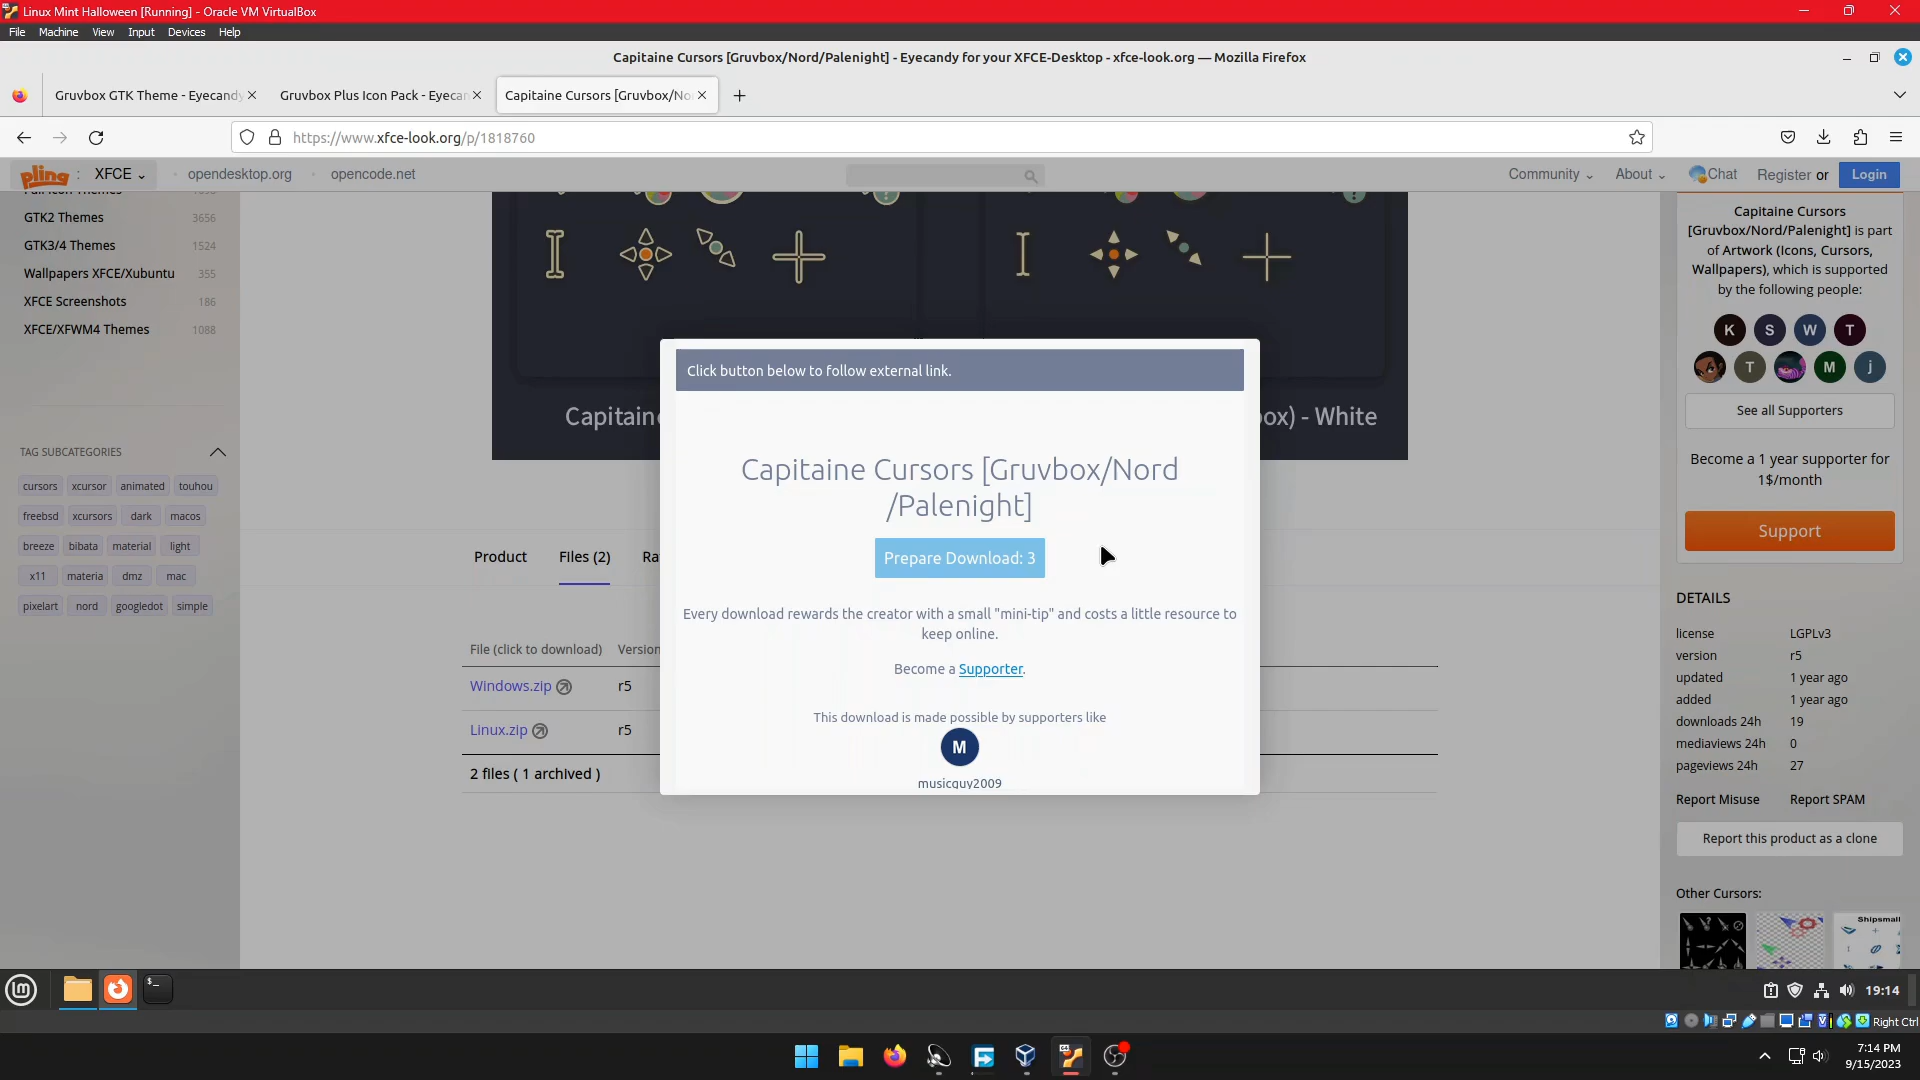 Linux Mint Halloween [Running] - Oracle VM VirtualBox
File Machine View Input Devices Help
Capitaine Cursors [Gruvbox/Nord/Palenight] - Eyecandy for your XFCE-Desktop - xfce-look.org — Mozilla Firefox
Gruvbox GTK Theme - Eyecandy
Gruvbox Plus Icon Pack - Eyecan
Capitaine Cursors [Gruvbox/No
https://www.xfce-look.org/p/1818760
pling : XFCE
opendesktop.org
opencode.net
Community
About
Chat
Register or
Login
GTK2 Themes 3656
GTK3/4 Themes 1524
Wallpapers XFCE/Xubuntu 355
XFCE Screenshots 186
XFCE/XFWM4 Themes 1088
TAG SUBCATEGORIES
cursors xcursor animated touhou
freebsd xcursors dark macos
breeze bibata material light
x11 materia dmz mac
pixelart nord googledot simple
Capitaine
box) - White
Product
Files (2)
Ra
File (click to download) Version
Windows.zip r5
Linux.zip r5
2 files ( 1 archived )
Click button below to follow external link.
Capitaine Cursors [Gruvbox/Nord
/Palenight]
Prepare Download: 3
Every download rewards the creator with a small "mini-tip" and costs a little resource to
keep online.
Become a Supporter.
This download is made possible by supporters like
M
musicguy2009
Capitaine Cursors
[Gruvbox/Nord/Palenight] is part
of Artwork (Icons, Cursors,
Wallpapers), which is supported
by the following people:
K S W T
T M j
See all Supporters
Become a 1 year supporter for
1$/month
Support
DETAILS
license LGPLv3
version r5
updated 1 year ago
added 1 year ago
downloads 24h 19
mediaviews 24h 0
pageviews 24h 27
Report Misuse Report SPAM
Report this product as a clone
Other Cursors:
Shipsmall
19:14
Right Ctrl
7:14 PM
9/15/2023